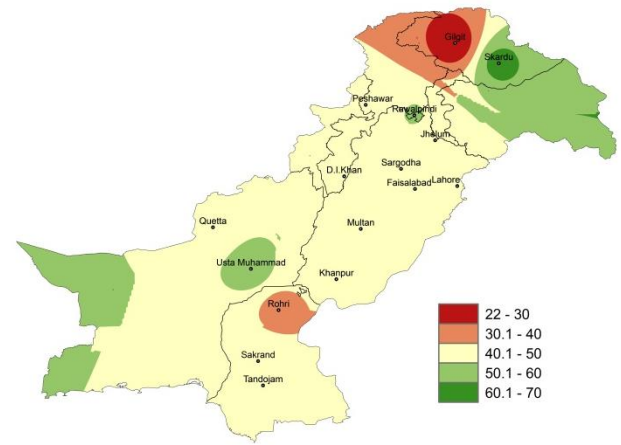 Gilgit
Skardu
Peshawar
Rawalpindi
Jhelum
Sargodha
D.I.Khan
Faisalabad
Lahore
Quetta
Multan
Usta Muhammad
Khanpur
Rohri
Sakrand
Tandojam
22 - 30
30.1 - 40
40.1 - 50
50.1 - 60
60.1 - 70